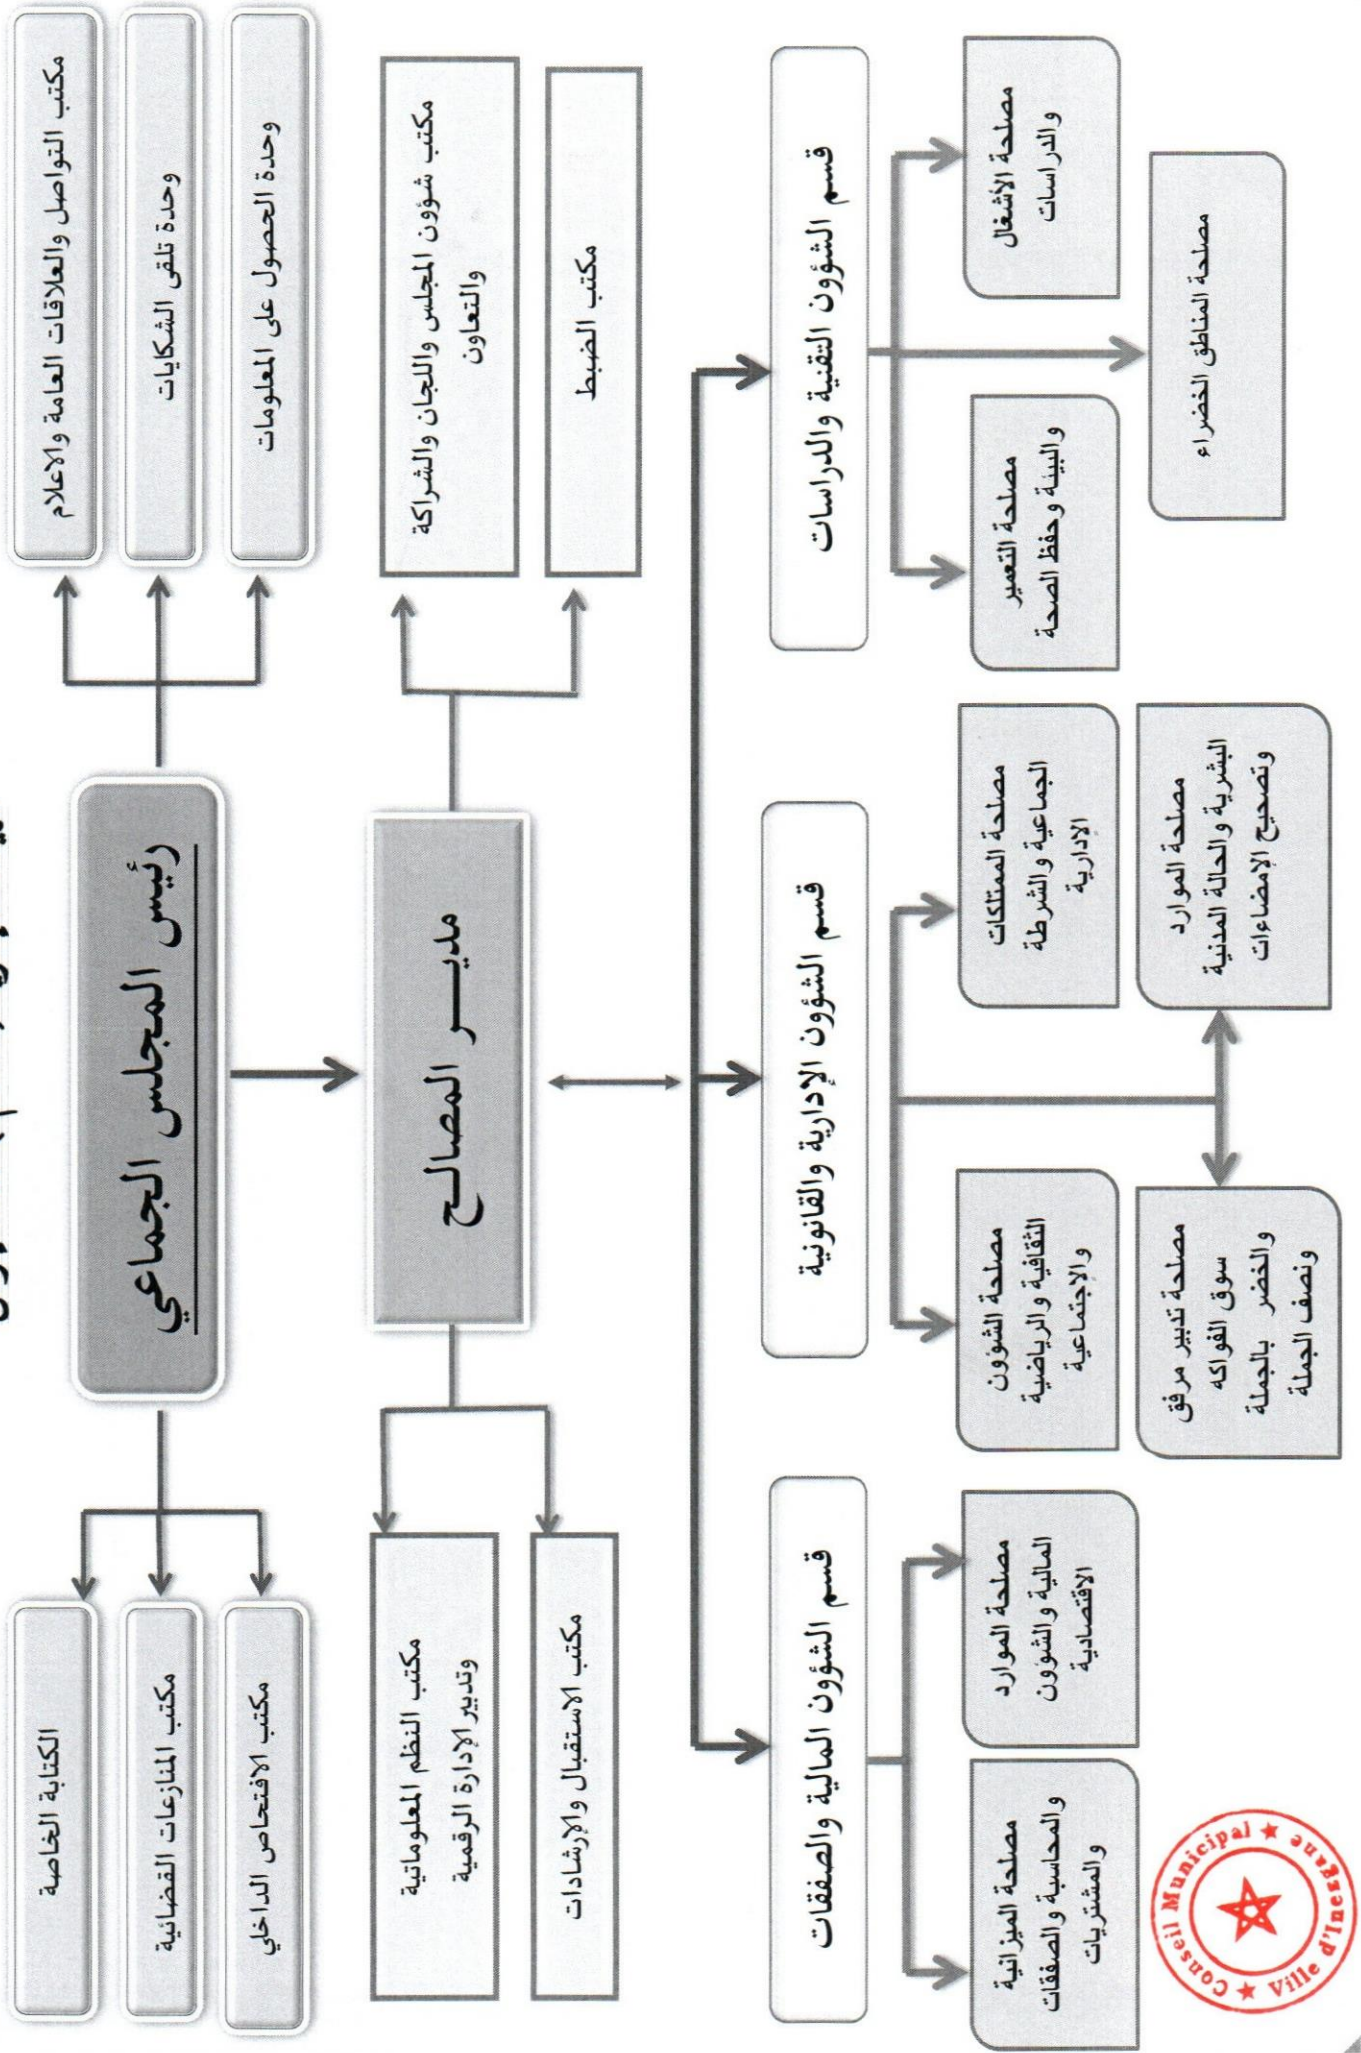 مكتب التواصل والعلاقات العامة والاعلام
وحدة تلقي الشكايات
وحدة الحصول على المعلومات
رئيس المجلس الجماعي
الكتابة الخاصة
مكتب المنازعات القضائية
مكتب الافتحاص الداخلي
مكتب شؤون المجلس واللجان والشراكة
والتعاون
مكتب الضبط
مديـــر المصالـح
مكتب النظم المعلوماتية
وتدبير الإدارة الرقمية
مكتب الاستقبال والإرشادات
قسم الشؤون التقنية والدراسات
قسم الشؤون الإدارية والقانونية
قسم الشؤون المالية والصفقات
مصلحة الأشغال
والدراسات
مصلحة التعمير
والبيئة وحفظ الصحة
مصلحة المناطق الخضراء
مصلحة الممتلكات
الجماعية والشرطة
الإدارية
مصلحة الشؤون
الثقافية والرياضية
والاجتماعية
مصلحة الموارد
البشرية والحالة المدنية
وتصحيح الإمضاءات
مصلحة تدبير مرفق
سوق الفواكه
والخضر بالجملة
ونصف الجملة
مصلحة الموارد
المالية والشؤون
الاقتصادية
مصلحة الميزانية
والمحاسبة والصفقات
والمشتريات
Conseil Municipal
Ville d'Inezgane